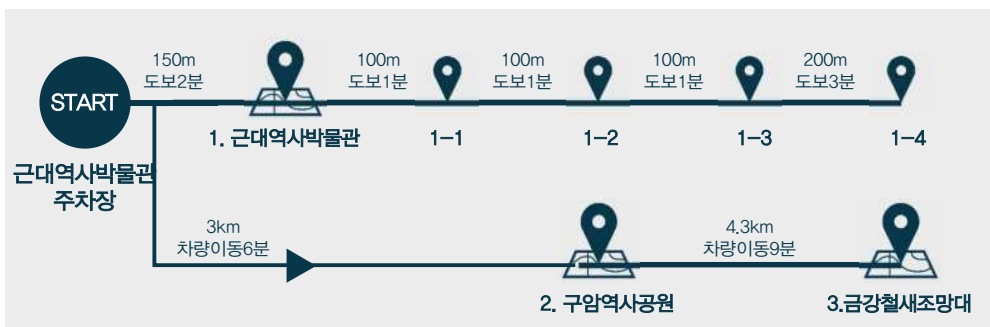 150m
도보2분
100m
도보1분
100m
도보1분
100m
도보1분
200m
도보3분
START
1. 근대역사박물관
1-1
1-2
1-3
1-4
근대역사박물관
주차장
3km
차량이동6분
4.3km
차량이동9분
2. 구암역사공원
3.금강철새조망대